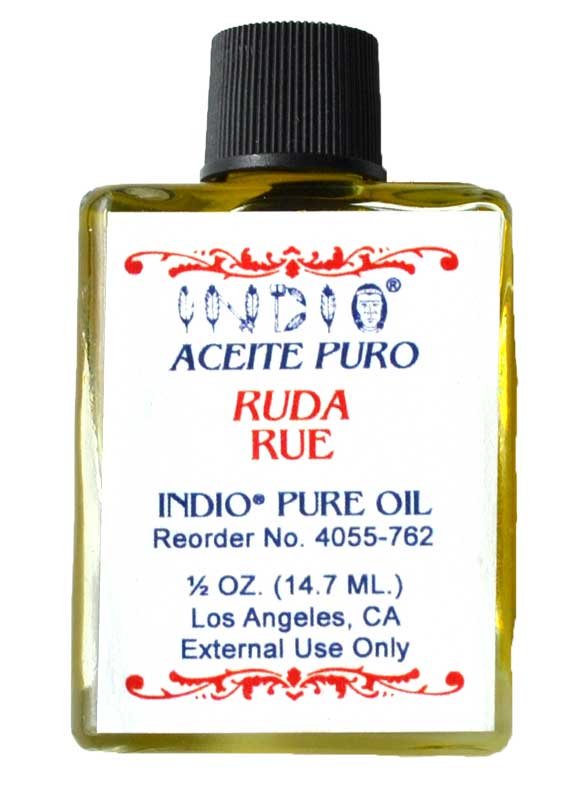 INDIO®
ACEITE PURO
RUDA
RUE
INDIO® PURE OIL
Reorder No. 4055-762
½ OZ. (14.7 ML.)
Los Angeles, CA
External Use Only